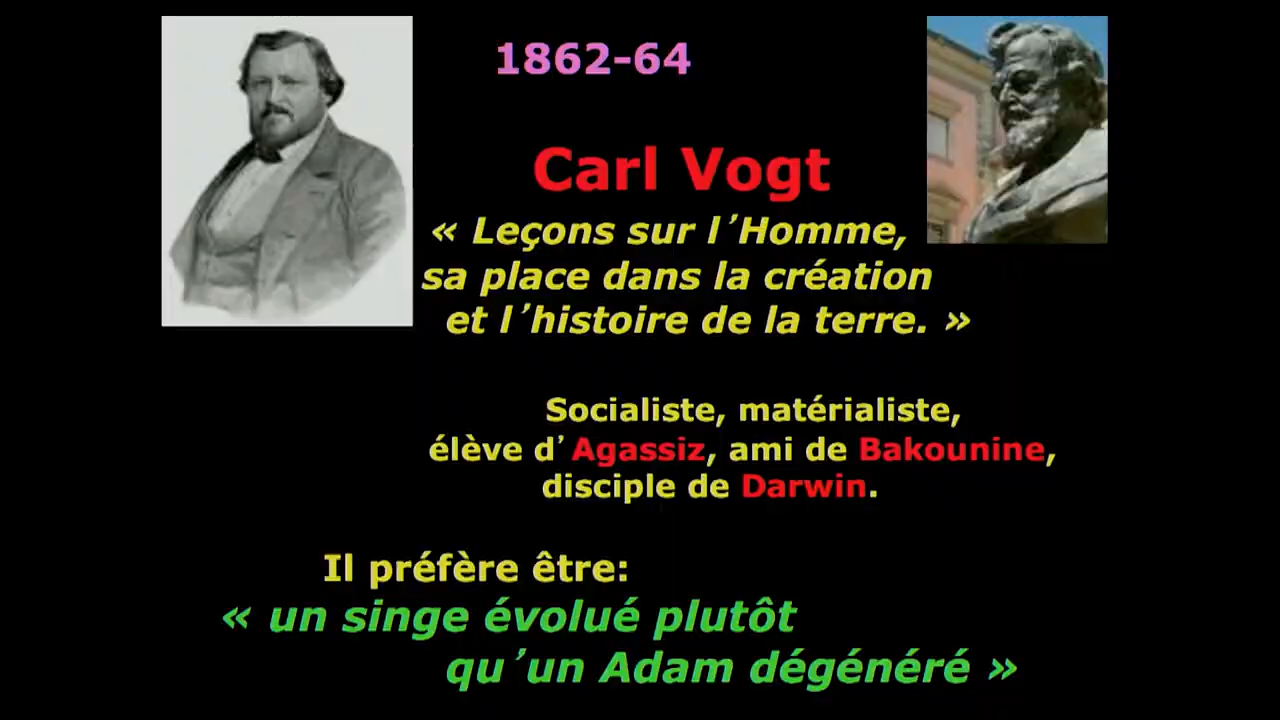 1862-64
Carl Vogt
« Leçons sur l’Homme,
sa place dans la création
et l’histoire de la terre. »
Socialiste, matérialiste,
élève d’Agassiz, ami de Bakounine,
disciple de Darwin.
Il préfère être:
« un singe évolué plutôt
qu’un Adam dégénéré »